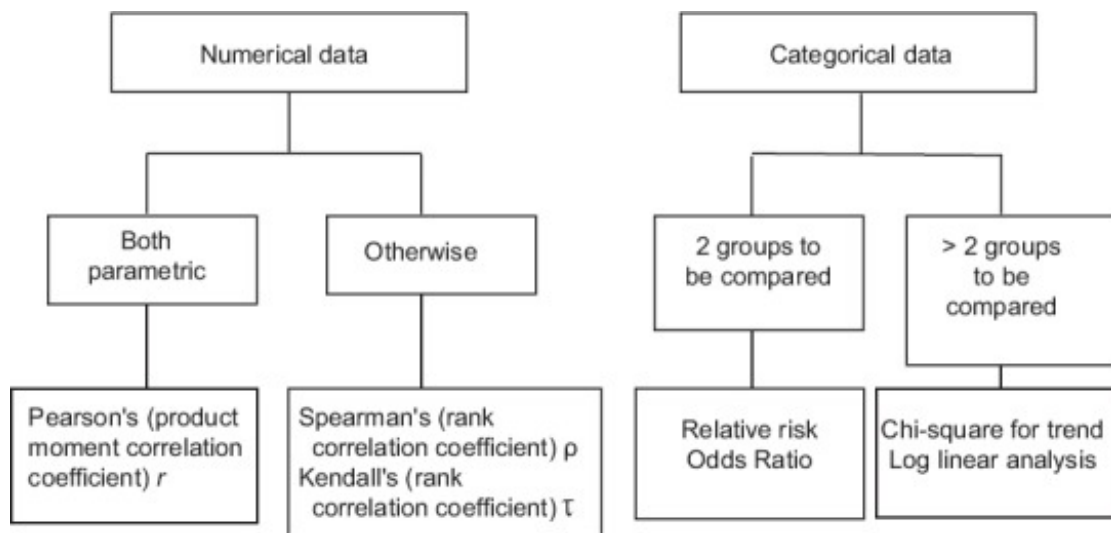 Numerical data
Categorical data
Both
parametric
Otherwise
2 groups to
be compared
> 2 groups
to be
compared
Pearson's (product
moment correlation
coefficient) r
Spearman's (rank
correlation coefficient) ρ
Kendall's (rank
correlation coefficient) τ
Relative risk
Odds Ratio
Chi-square for trend
Log linear analysis